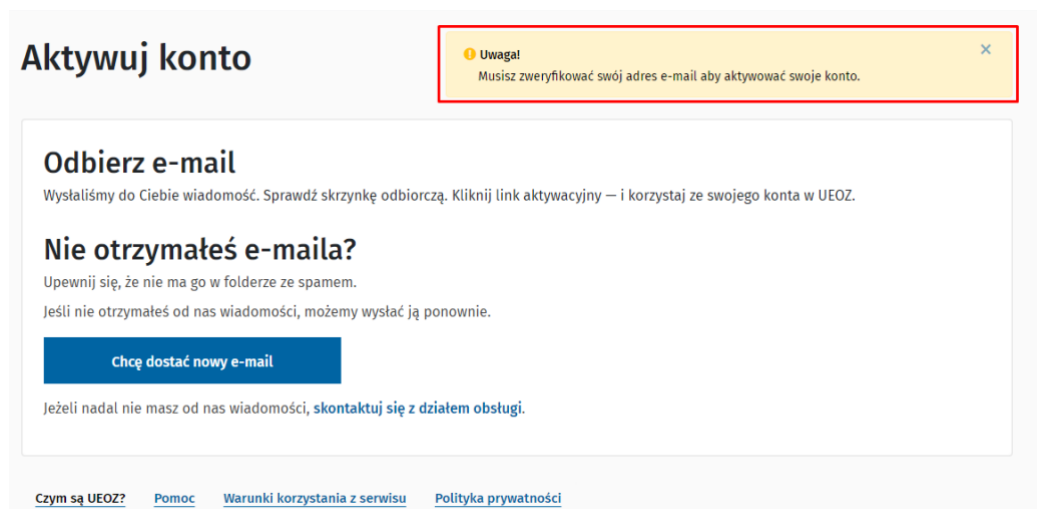 Aktywuj konto
Uwaga!
Musisz zweryfikować swój adres e-mail aby aktywować swoje konto.
Odbierz e-mail
Wysłaliśmy do Ciebie wiadomość. Sprawdź skrzynkę odbiorczą. Kliknij link aktywacyjny — i korzystaj ze swojego konta w UEOZ.
Nie otrzymałeś e-maila?
Upewnij się, że nie ma go w folderze ze spamem.
Jeśli nie otrzymałeś od nas wiadomości, możemy wysłać ją ponownie.
Chcę dostać nowy e-mail
Jeżeli nadal nie masz od nas wiadomości, skontaktuj się z działem obsługi.
Czym są UEOZ? Pomoc Warunki korzystania z serwisu Polityka prywatności